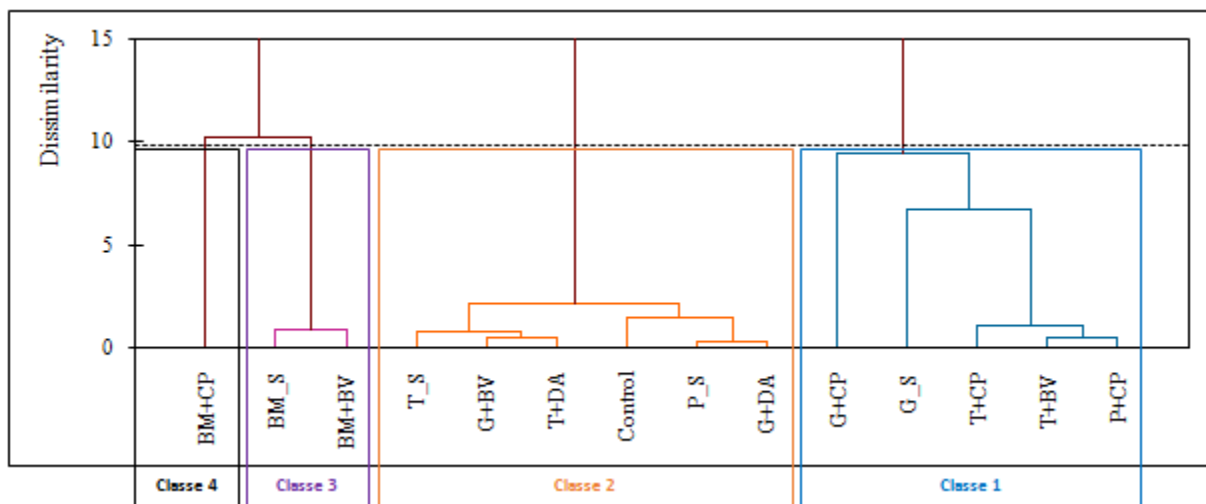 Dissimilarity
15
10
5
0
BM+CP
BM_S
BM+BV
T_S
G+BV
T+DA
Control
P_S
G+DA
G+CP
G_S
T+CP
T+BV
P+CP
Classe 4
Classe 3
Classe 2
Classe 1